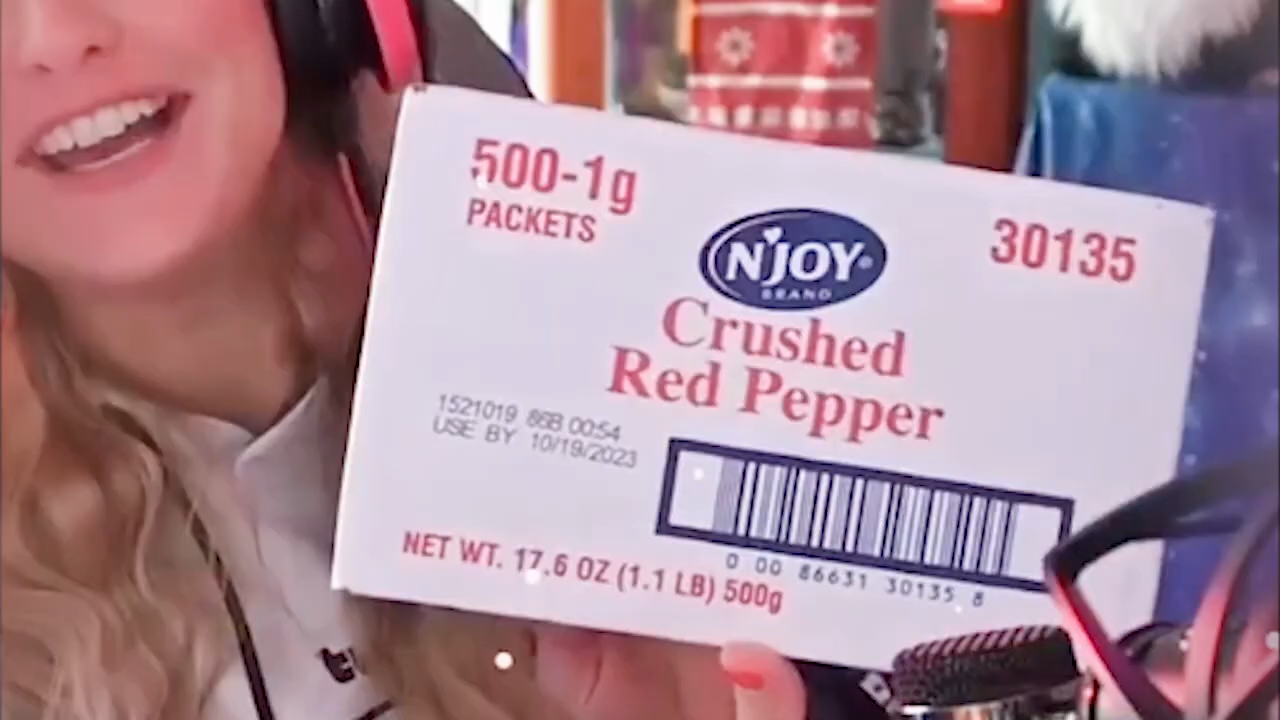 500-1g
PACKETS
30135
N'JOY
BRAND
Crushed
Red Pepper
1521019 86B 00:54
USE BY 10/19/2023
0 00 86631 30135 8
NET WT. 17.6 OZ (1.1 LB) 500g